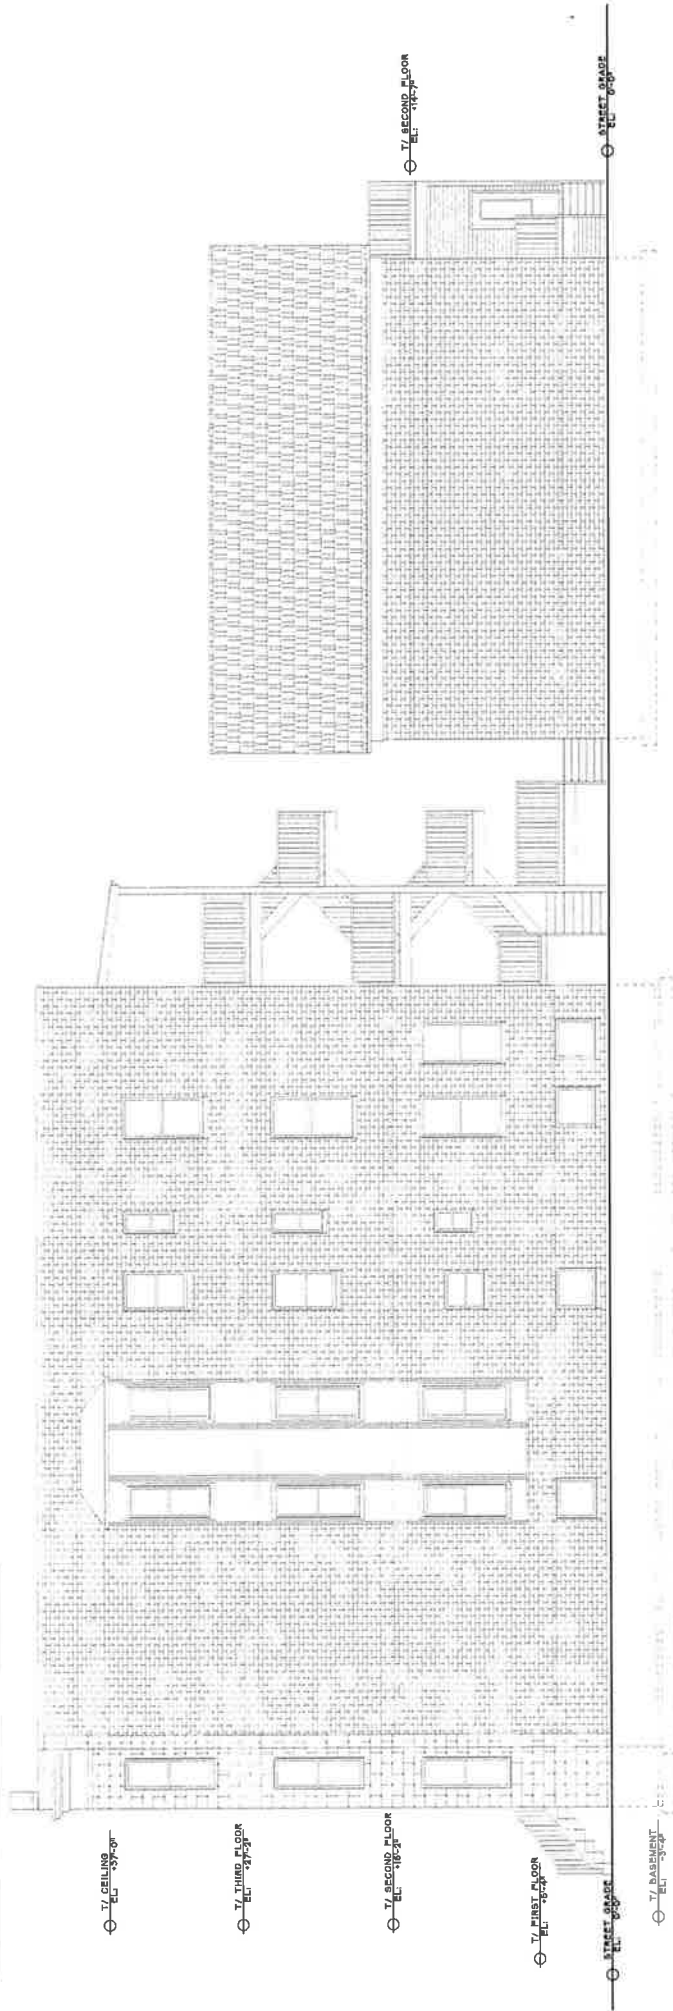 T/ SECOND FLOOR
EL: +14'-7"
STREET GRADE
EL: 0'-0"
T/ CEILING
EL: +37'-0"
T/ THIRD FLOOR
EL: +27'-2"
T/ SECOND FLOOR
EL: +16'-2"
T/ FIRST FLOOR
EL: +5'-4"
STREET GRADE
EL: 0'-0"
T/ BASEMENT
EL: -3'-4"